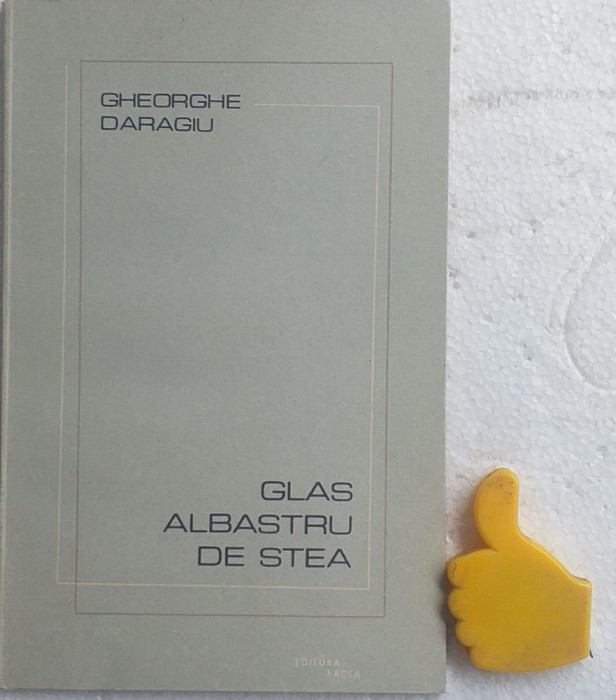 GHEORGHE
DARAGIU
GLAS
ALBASTRU
DE STEA
EDITURA
FACLA